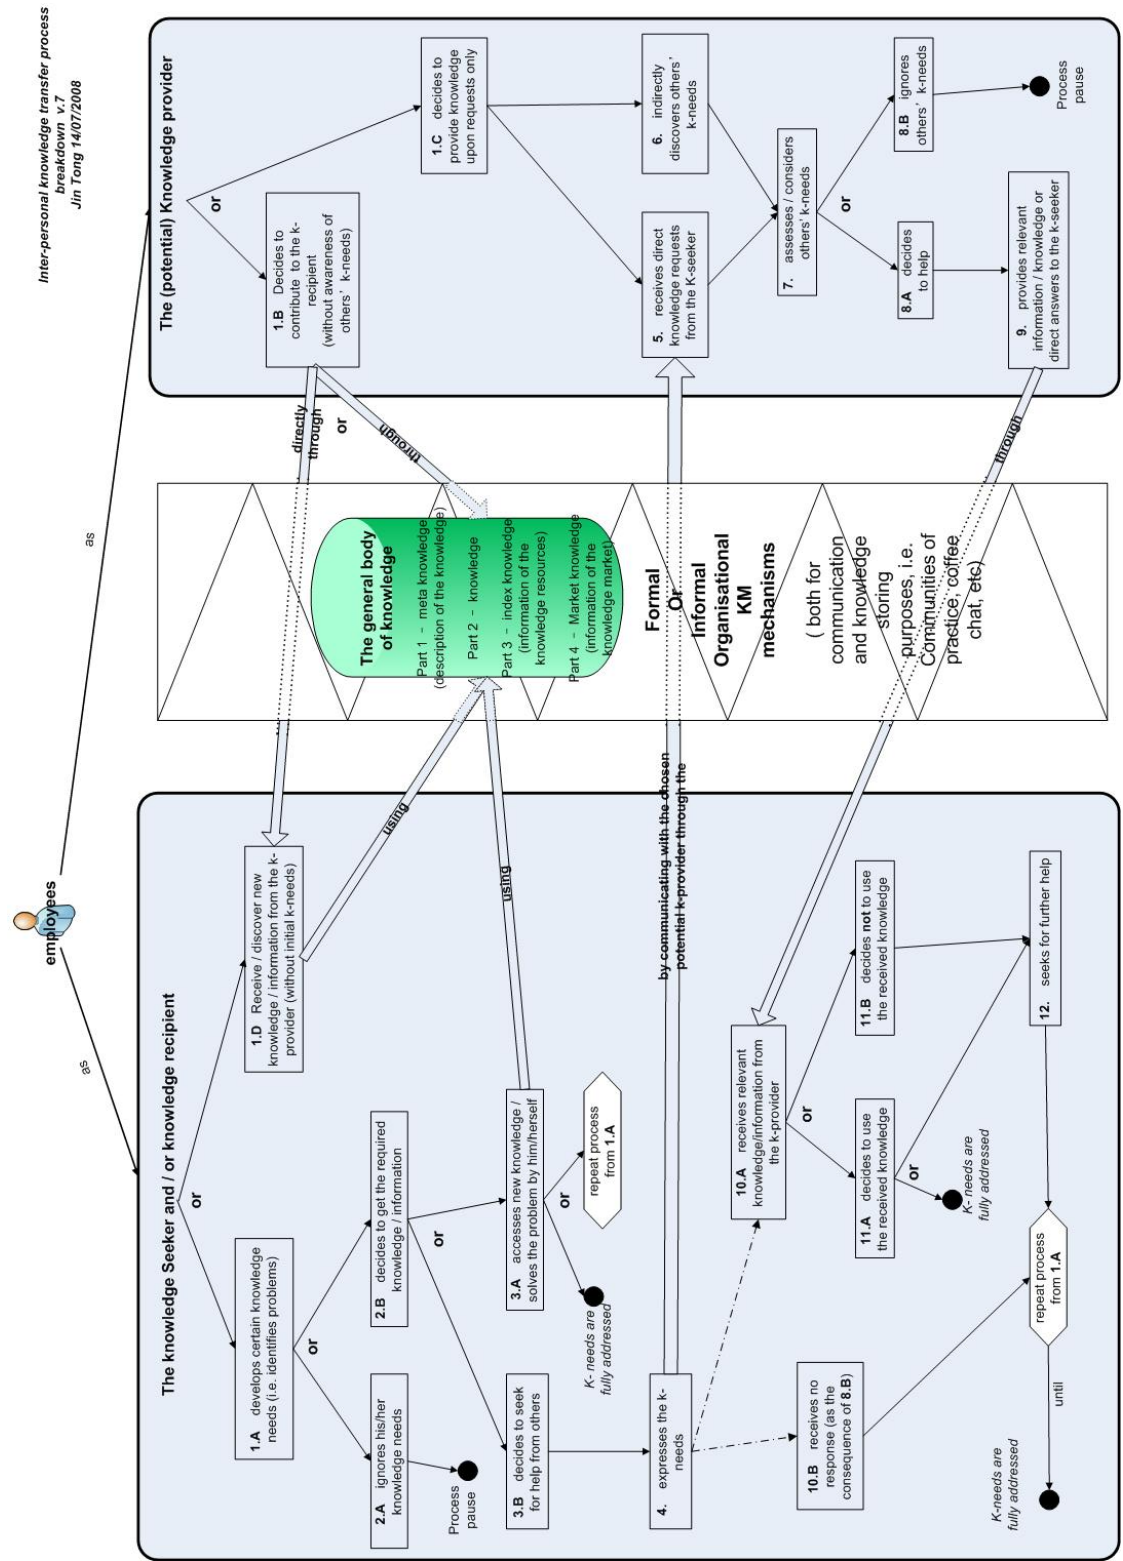 Inter-personal knowledge transfer process
breakdown v.7
Jin Tong 14/07/2008
employees
as
as
The knowledge Seeker and / or knowledge recipient
or
1.A develops certain knowledge
needs (i.e. identifies problems)
1.D Receive / discover new
knowledge / information from the k-
provider (without initial k-needs)
or
2.A ignores his/her
knowledge needs
2.B decides to get the required
knowledge / information
Process
pause
or
3.B decides to seek
for help from others
3.A accesses new knowledge /
solves the problem by him/herself
or
K- needs are
fully addressed
repeat process
from 1.A
4. expresses the k-
needs
10.A receives relevant
knowledge/information from
the k-provider
or
10.B receives no
response (as the
consequence of 8.B)
11.A decides to use
the received knowledge
11.B decides not to use
the received knowledge
or
K- needs are
fully addressed
12. seeks for further help
repeat process
from 1.A
until
K-needs are
fully addressed
using
using
by communicating with the chosen
potential k-provider through the
The general body
of knowledge
Part 1 – meta knowledge
(description of the knowledge)
Part 2 – knowledge
Part 3 – index knowledge
(information of the
knowledge resources)
Part 4 – Market knowledge
(information of the
knowledge market)
Formal
Or
Informal
Organisational
KM
mechanisms
( both for
communication
and knowledge
storing
purposes, i.e.
Communities of
practice, coffee
chat, etc)
directly
through
or
through
through
The (potential) Knowledge provider
or
1.B Decides to
contribute to the k-
recipient
(without awareness of
others' k-needs)
1.C decides to
provide knowledge
upon requests only
5. receives direct
knowledge requests
from the K-seeker
6. indirectly
discovers others'
k-needs
7. assesses / considers
others' k-needs
or
8.A decides
to help
8.B ignores
others' k-needs
Process
pause
9. provides relevant
information / knowledge or
direct answers to the k-seeker